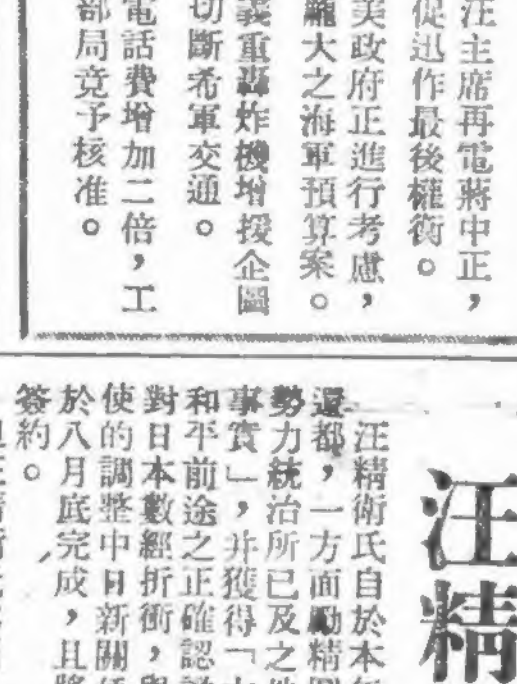 汪主席再電蔣中正，
促迅作最後權衡。
美政府正進行考慮，
龐大之海軍預算案。
義重轟炸機增援企圖
切斷希軍交通。
電話費增加二倍，工
部局竟予核准。
汪精
汪精衛氏自於本
還都，一方面勵精
勢力統治所已及之
事實」，并獲得「
和平前途之正確認
對日本數經折衝，
使的調整中日新關
於八月底完成，且
簽約。